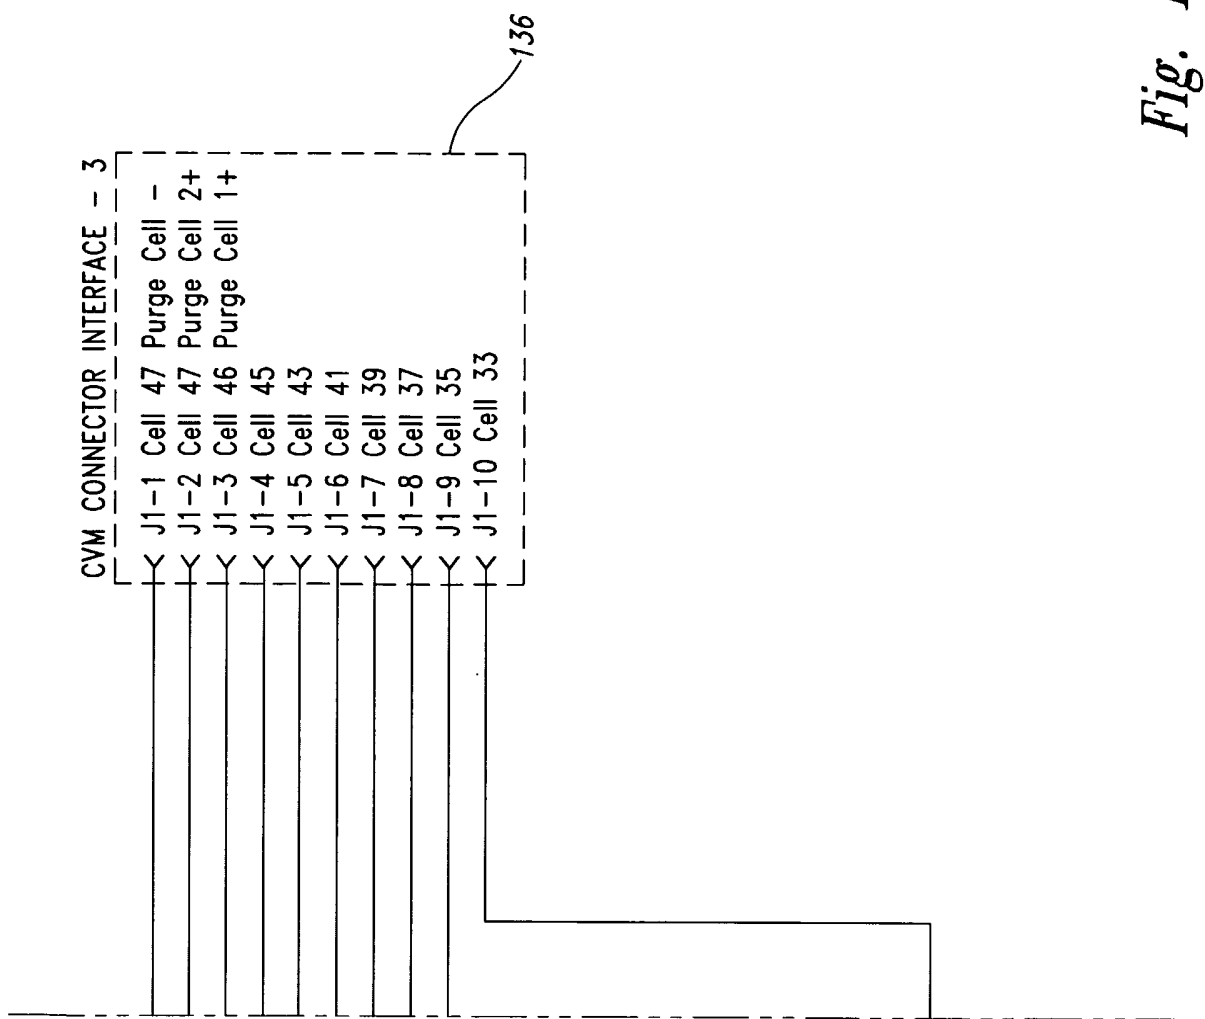 CVM CONNECTOR INTERFACE - 3
J1-1 Cell 47 Purge Cell -
J1-2 Cell 47 Purge Cell 2+
J1-3 Cell 46 Purge Cell 1+
J1-4 Cell 45
J1-5 Cell 43
J1-6 Cell 41
J1-7 Cell 39
J1-8 Cell 37
J1-9 Cell 35
J1-10 Cell 33
136
Fig.